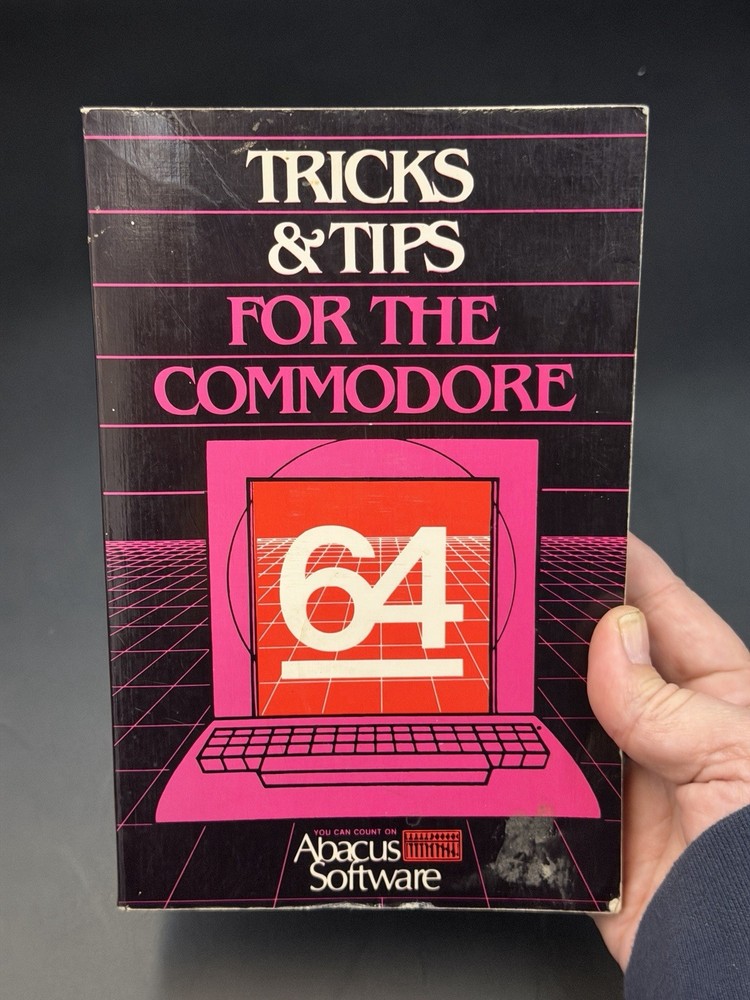 TRICKS
& TIPS
FOR THE
COMMODORE
64
YOU CAN COUNT ON
Abacus
Software